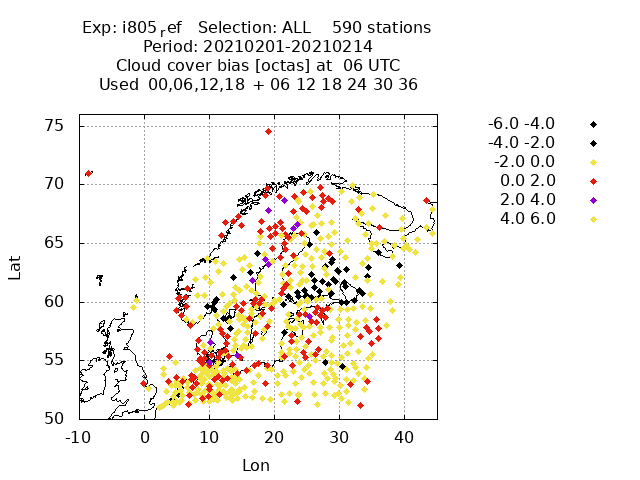 Exp: i805ref   Selection: ALL    590 stations
Period: 20210201-20210214
Cloud cover bias [octas] at  06 UTC
Used  00,06,12,18  + 06 12 18 24 30 36
-6.0 -4.0
-4.0 -2.0
-2.0 0.0
0.0 2.0
2.0 4.0
4.0 6.0
75
70
65
60
55
50
Lat
-10 0 10 20 30 40
Lon